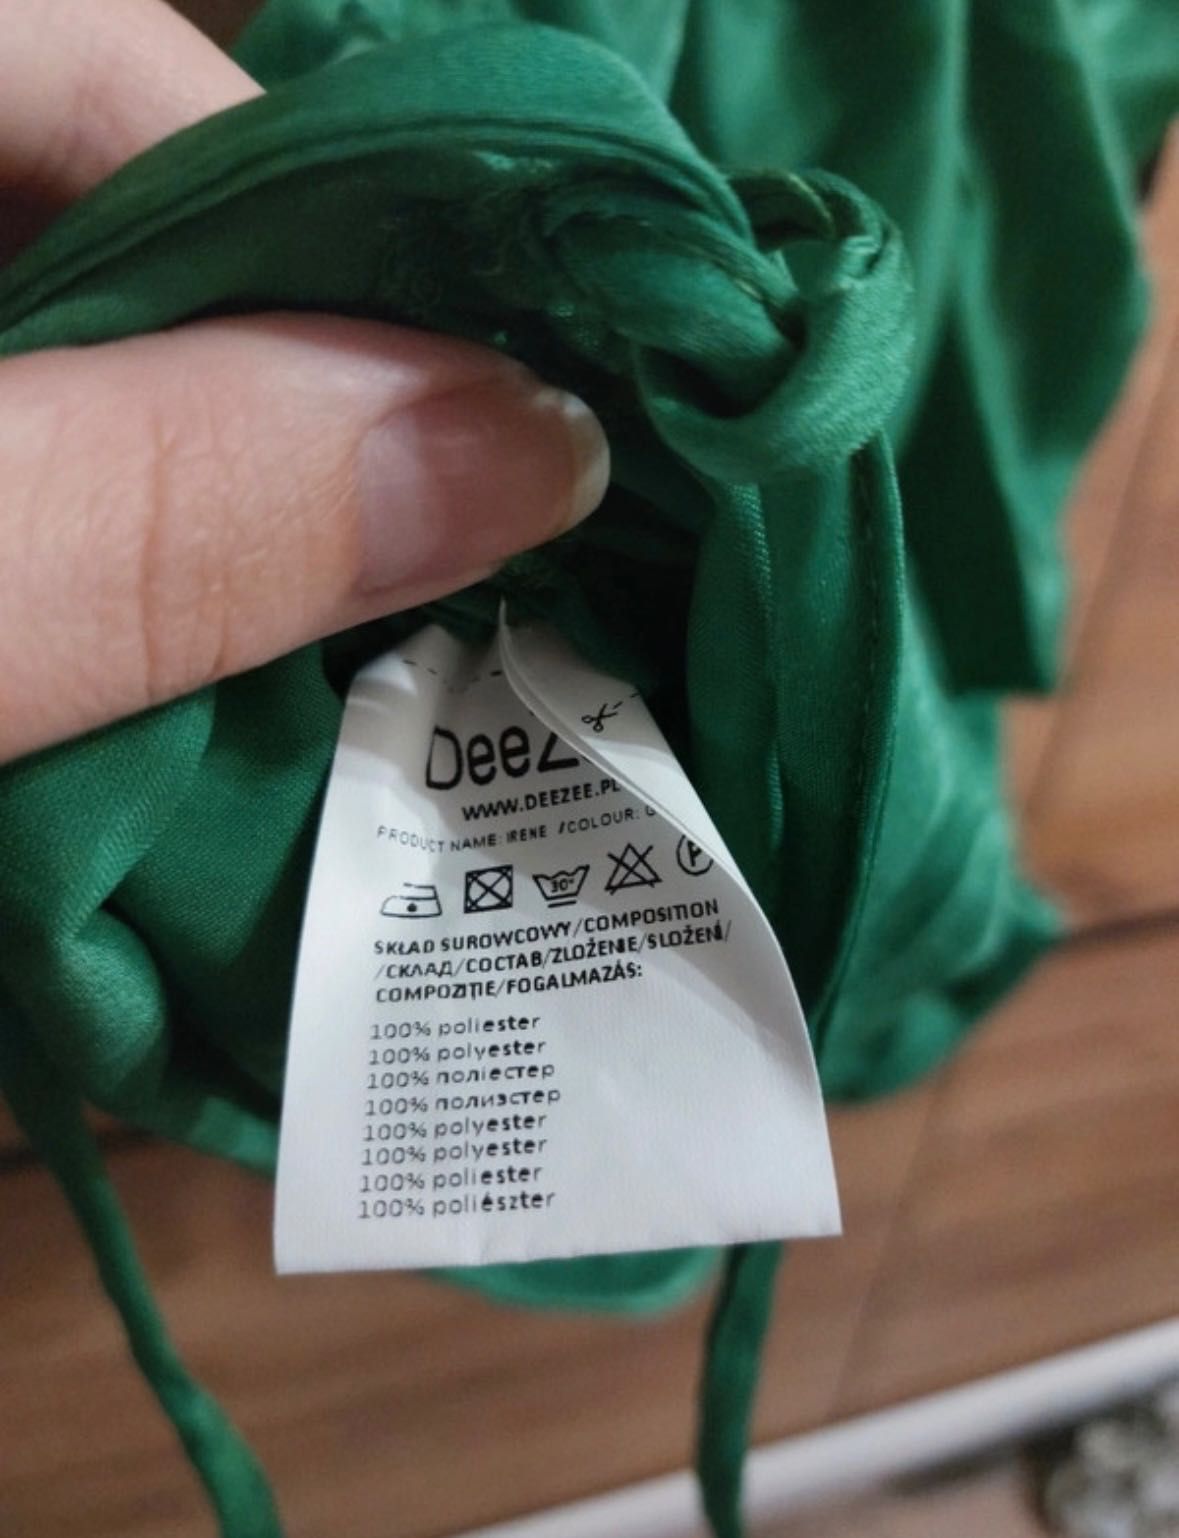 DeeZ
WWW.DEEZEE.PL
PRODUCT NAME: IRENE /COLOUR: G
30°
P
SKŁAD SUROWCOWY/COMPOSITION
/СКЛАД/СОСТАВ/ZLOŽENIE/SLOŽENÍ/
COMPOZIȚIE/FOGALMAZÁS:
100% poliester
100% polyester
100% поліестер
100% полиэстер
100% polyester
100% polyester
100% poliester
100% poliészter